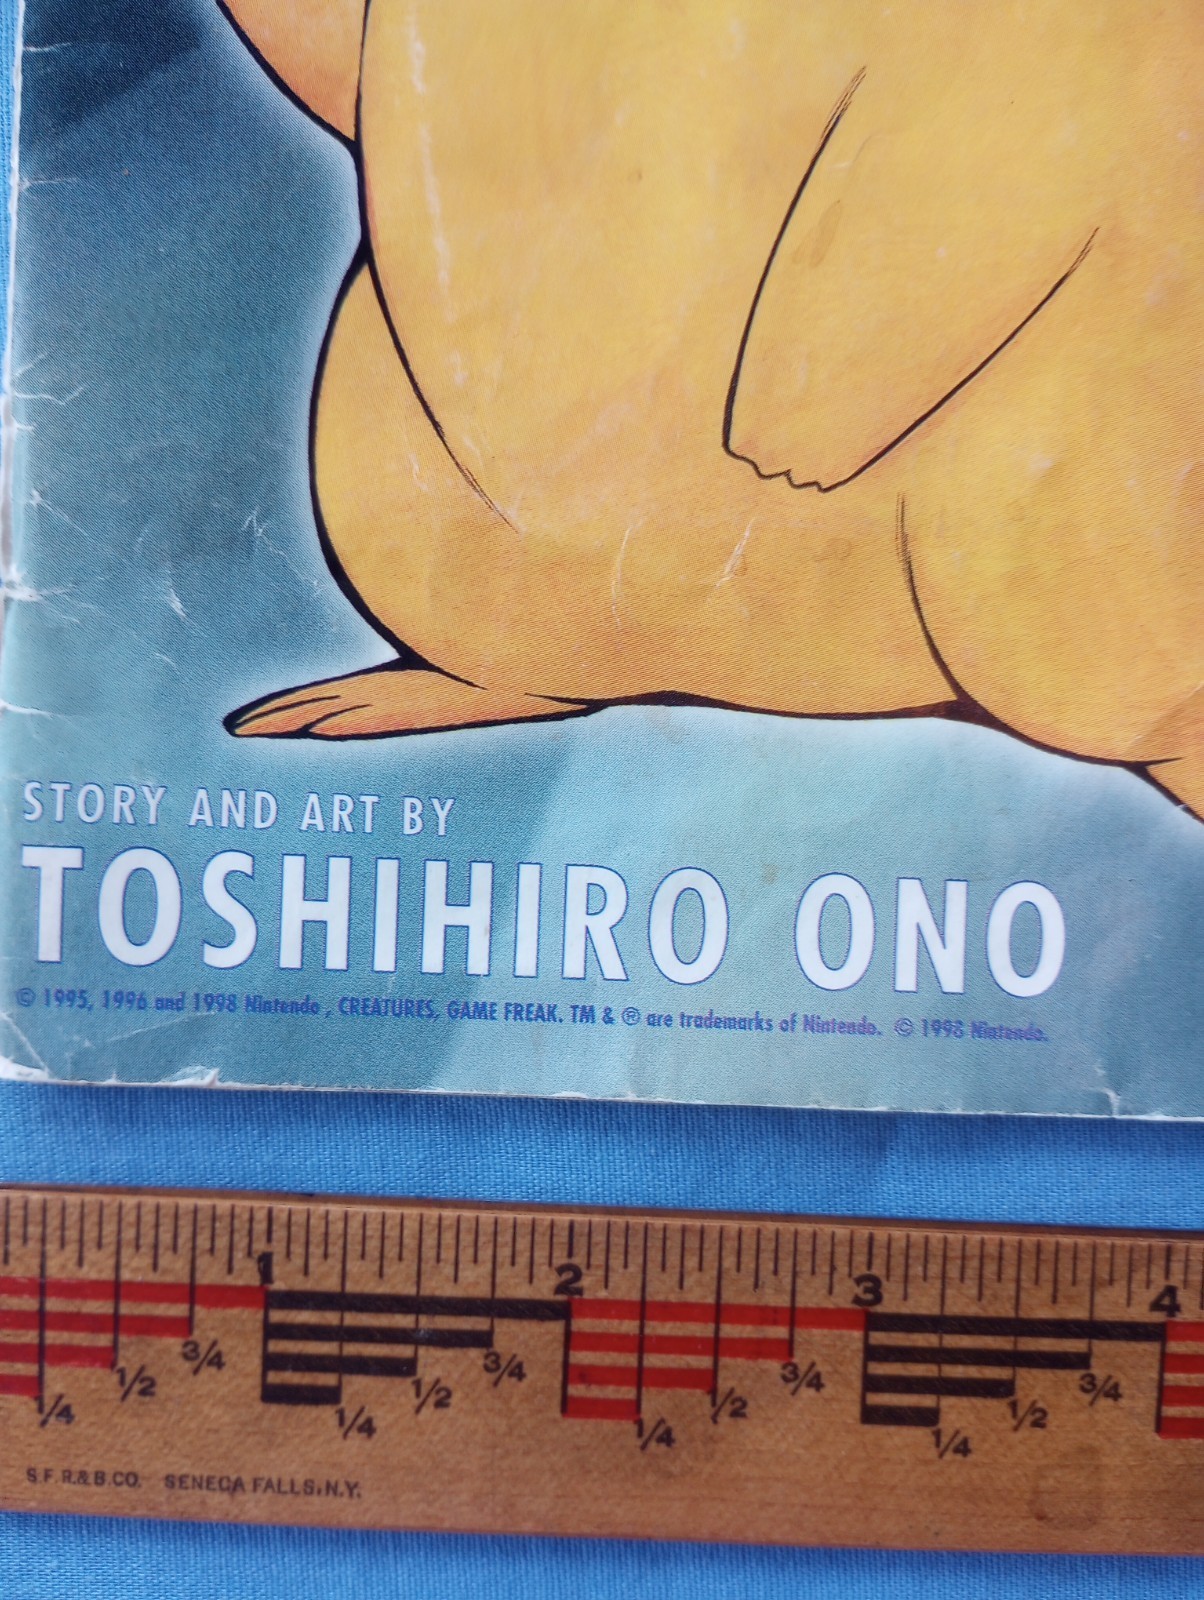 STORY AND ART BY
TOSHIHIRO ONO
© 1995, 1996 and 1998 Nintendo, CREATURES, GAME FREAK. TM & ® are trademarks of Nintendo. © 1998 Nintendo.
1 2 3 4
1/4 1/2 3/4 1/4 1/2 3/4 1/4 1/2 3/4 1/4 1/2 3/4
S.F.R.& B.CO. SENECA FALLS, N.Y.